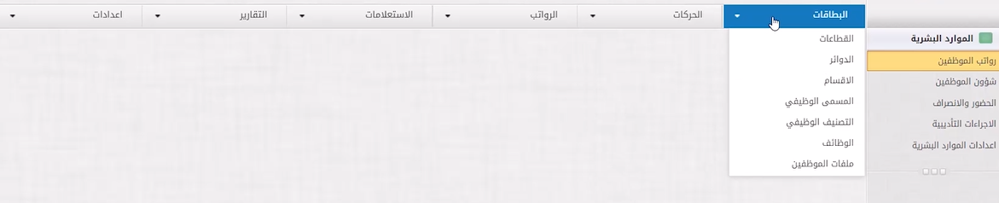 البطاقات
الحركات
الرواتب
الاستعلامات
التقارير
اعدادات
الموارد البشرية
رواتب الموظفين
شؤون الموظفين
الحضور والانصراف
الاجراءات التأديبية
اعدادات الموارد البشرية
القطاعات
الدوائر
الاقسام
المسمى الوظيفي
التصنيف الوظيفي
الوظائف
ملفات الموظفين